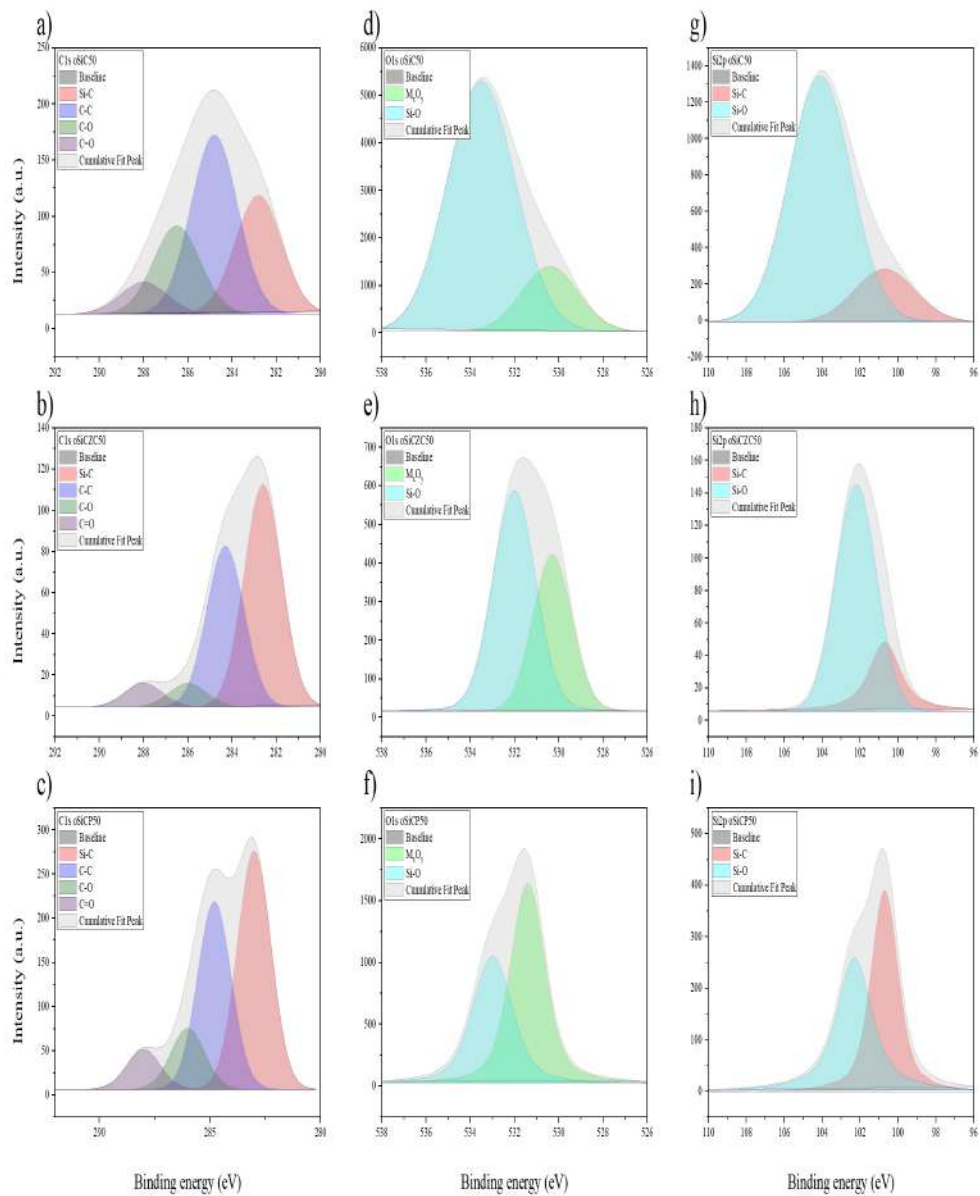 a)
C1s oSiC50
Baseline
Si-C
C-C
C-O
C=O
Cumulative Fit Peak
250
200
150
100
50
0
292 290 288 286 284 282 280
Intensity (a.u.)
d)
O1s oSiC50
Baseline
MxOy
Si-O
Cumulative Fit Peak
6000
5000
4000
3000
2000
1000
0
538 536 534 532 530 528 526
g)
Si2p oSiC50
Baseline
Si-C
Si-O
Cumulative Fit Peak
1400
1200
1000
800
600
400
200
0
-200
110 108 106 104 102 100 98 96
b)
C1s oSiCZC50
Baseline
Si-C
C-C
C-O
C=O
Cumulative Fit Peak
140
120
100
80
60
40
20
0
292 290 288 286 284 282 280
Intensity (a.u.)
e)
O1s oSiCZC50
Baseline
MxOy
Si-O
Cumulative Fit Peak
700
600
500
400
300
200
100
0
538 536 534 532 530 528 526
h)
Si2p oSiCZC50
Baseline
Si-C
Si-O
Cumulative Fit Peak
180
160
140
120
100
80
60
40
20
0
110 108 106 104 102 100 98 96
c)
C1s oSiCP50
Baseline
Si-C
C-C
C-O
C=O
Cumulative Fit Peak
300
250
200
150
100
50
0
290 285 280
Intensity (a.u.)
Binding energy (eV)
f)
O1s oSiCP50
Baseline
MxOy
Si-O
Cumulative Fit Peak
2000
1500
1000
500
0
538 536 534 532 530 528 526
Binding energy (eV)
i)
Si2p oSiCP50
Baseline
Si-C
Si-O
Cumulative Fit Peak
500
400
300
200
100
0
110 108 106 104 102 100 98 96
Binding energy (eV)